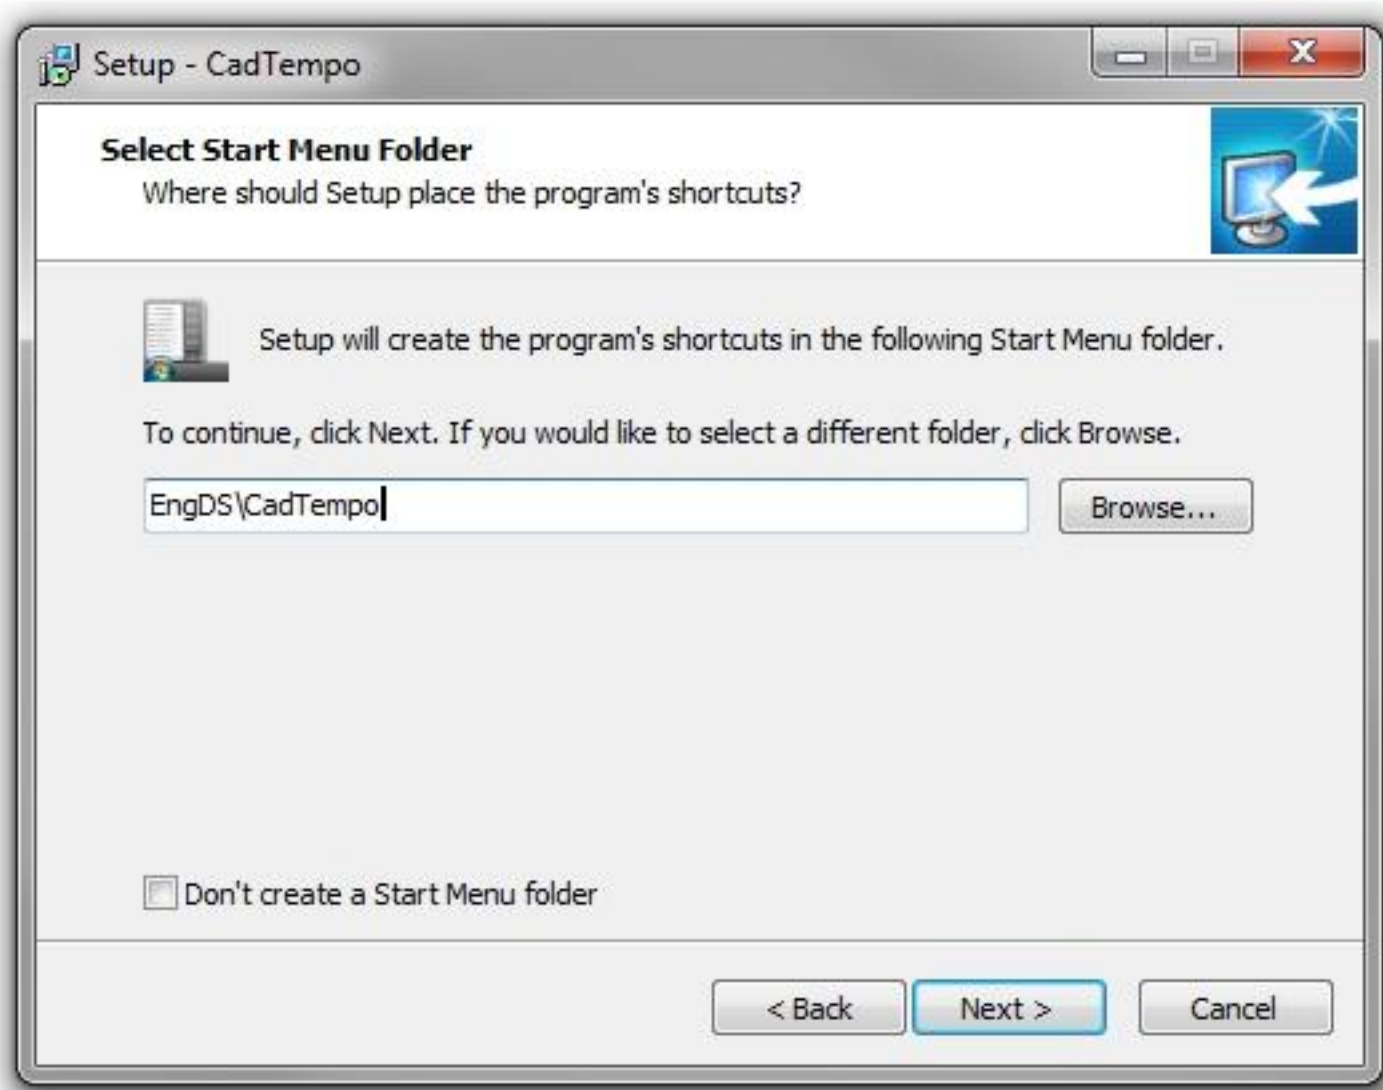 Setup - CadTempo
Select Start Menu Folder
Where should Setup place the program's shortcuts?
Setup will create the program's shortcuts in the following Start Menu folder.
To continue, click Next. If you would like to select a different folder, click Browse.
EngDS\CadTempo
Browse...
Don't create a Start Menu folder
< Back
Next >
Cancel